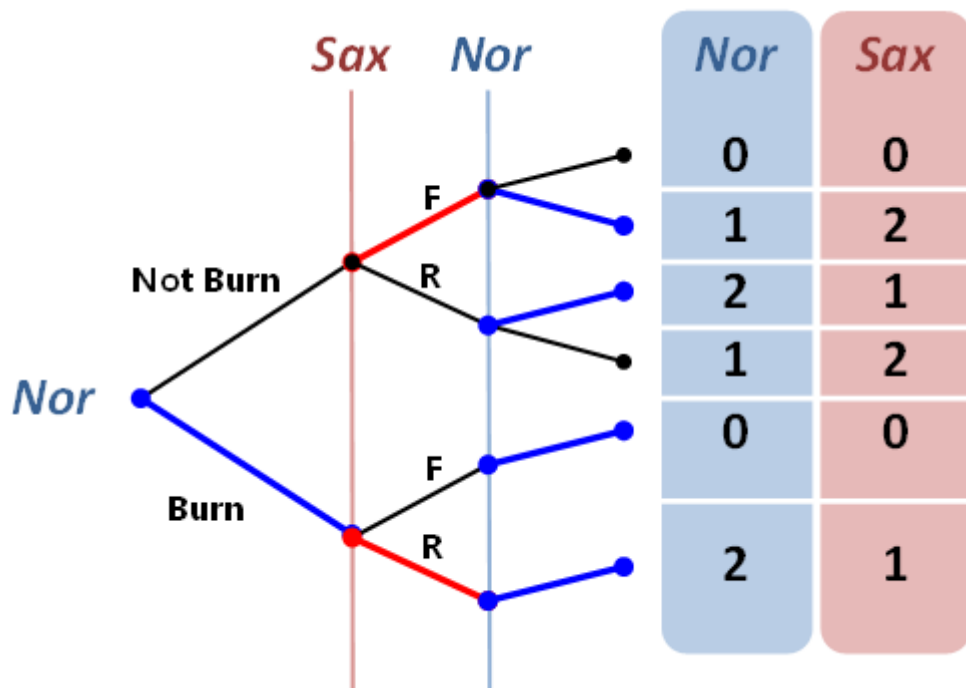 Sax Nor Nor Sax
0 0
F
1 2
Not Burn R 2 1
1 2
Nor
F 0 0
Burn
R 2 1